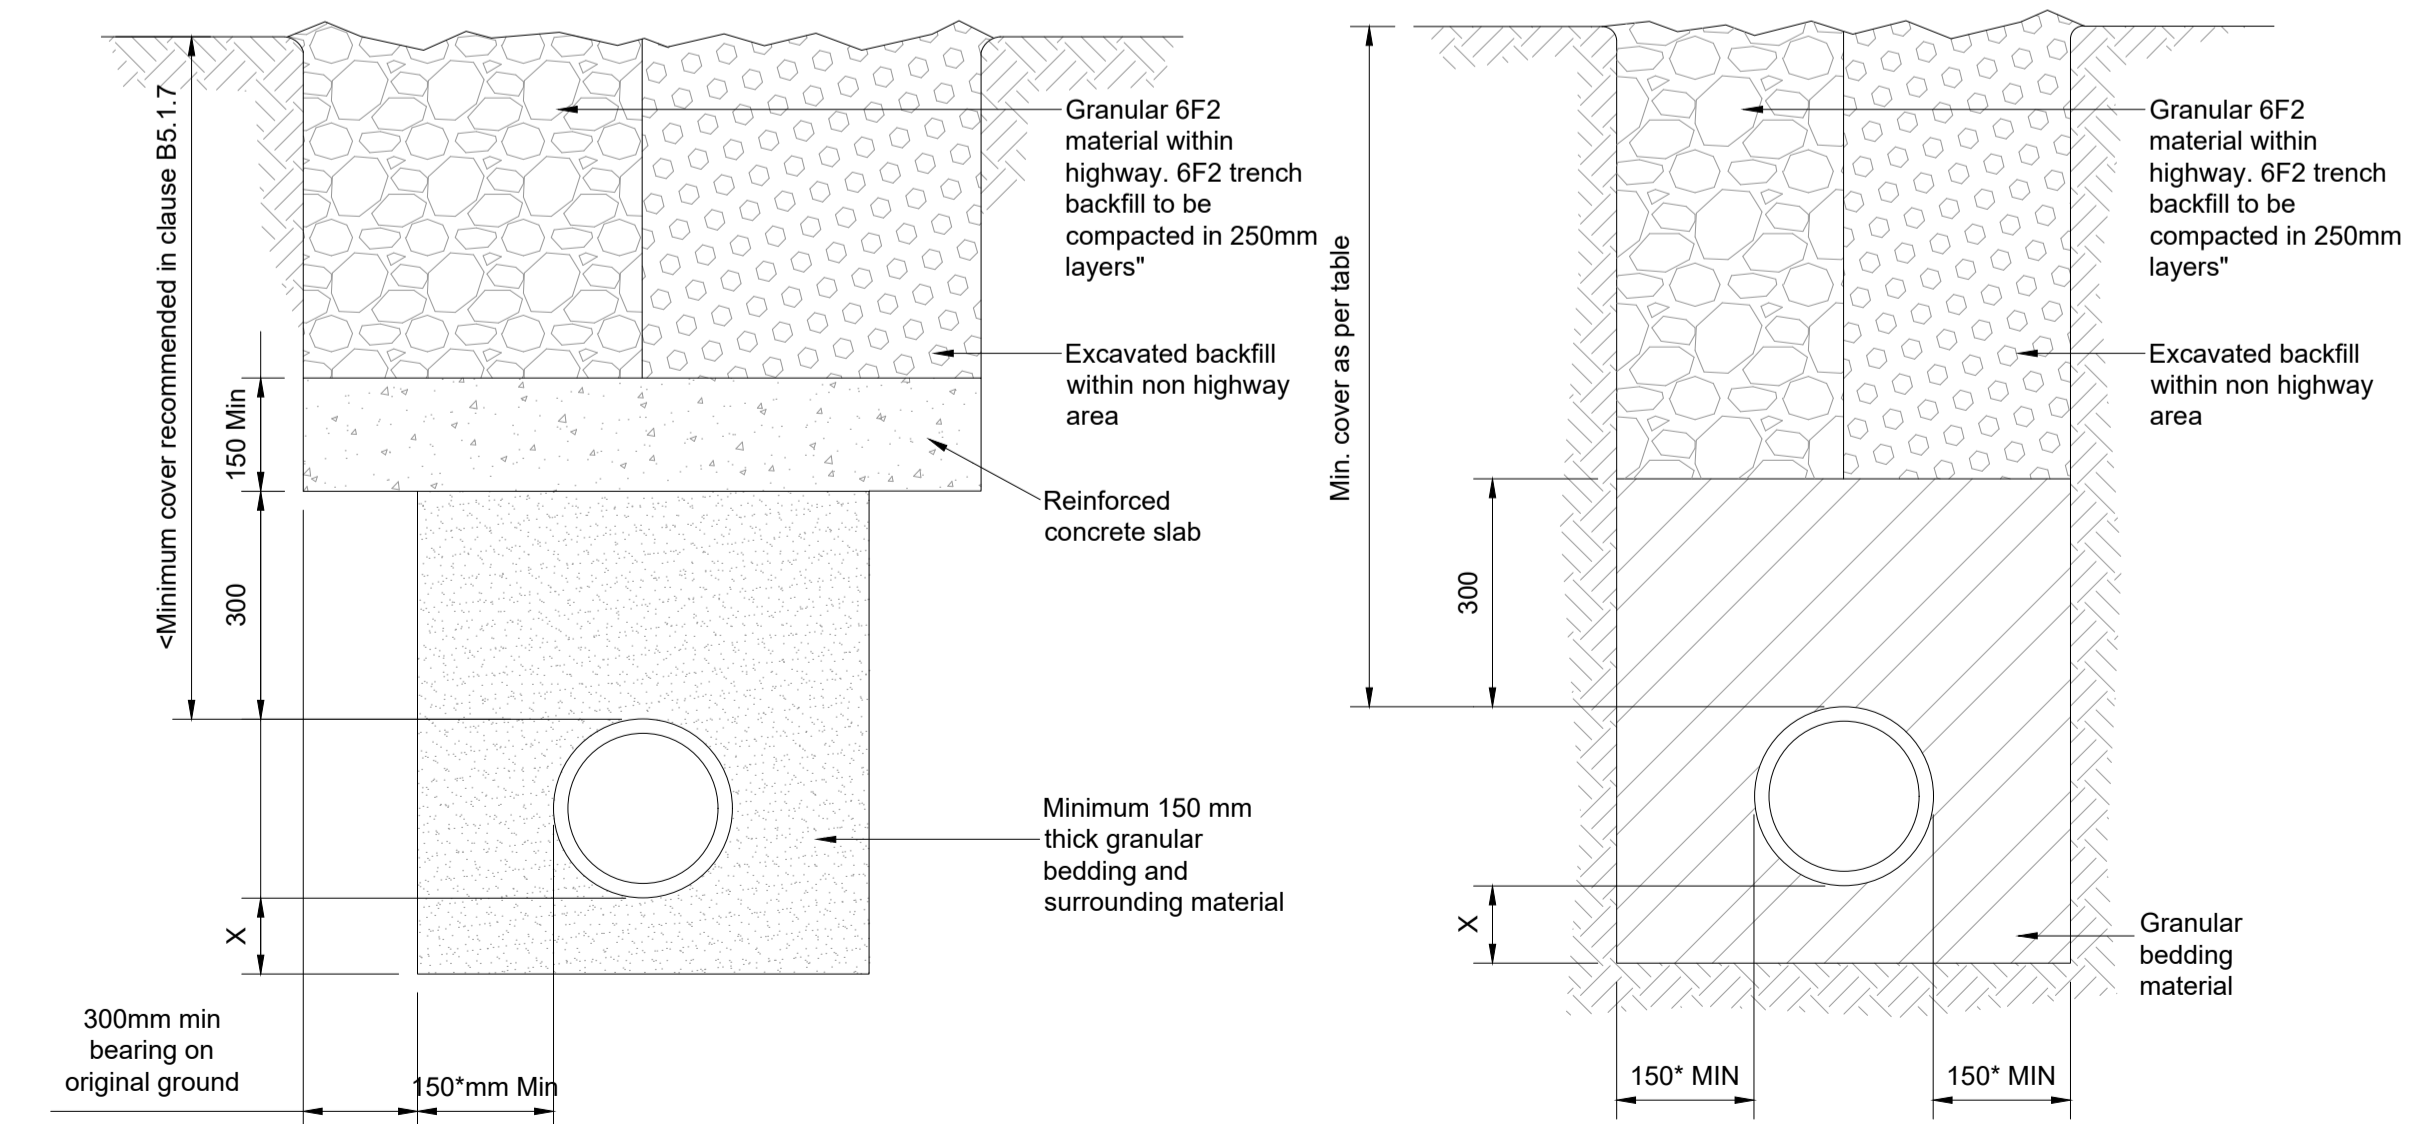 <Minimum cover recommended in clause B5.1.7
150 Min
300
X
300mm min
bearing on
original ground
150*mm Min
Granular 6F2
material within
highway. 6F2 trench
backfill to be
compacted in 250mm
layers"
Excavated backfill
within non highway
area
Reinforced
concrete slab
Minimum 150 mm
thick granular
bedding and
surrounding material
Min. cover as per table
300
X
150* MIN
150* MIN
Granular 6F2
material within
highway. 6F2 trench
backfill to be
compacted in 250mm
layers"
Excavated backfill
within non highway
area
Granular
bedding
material